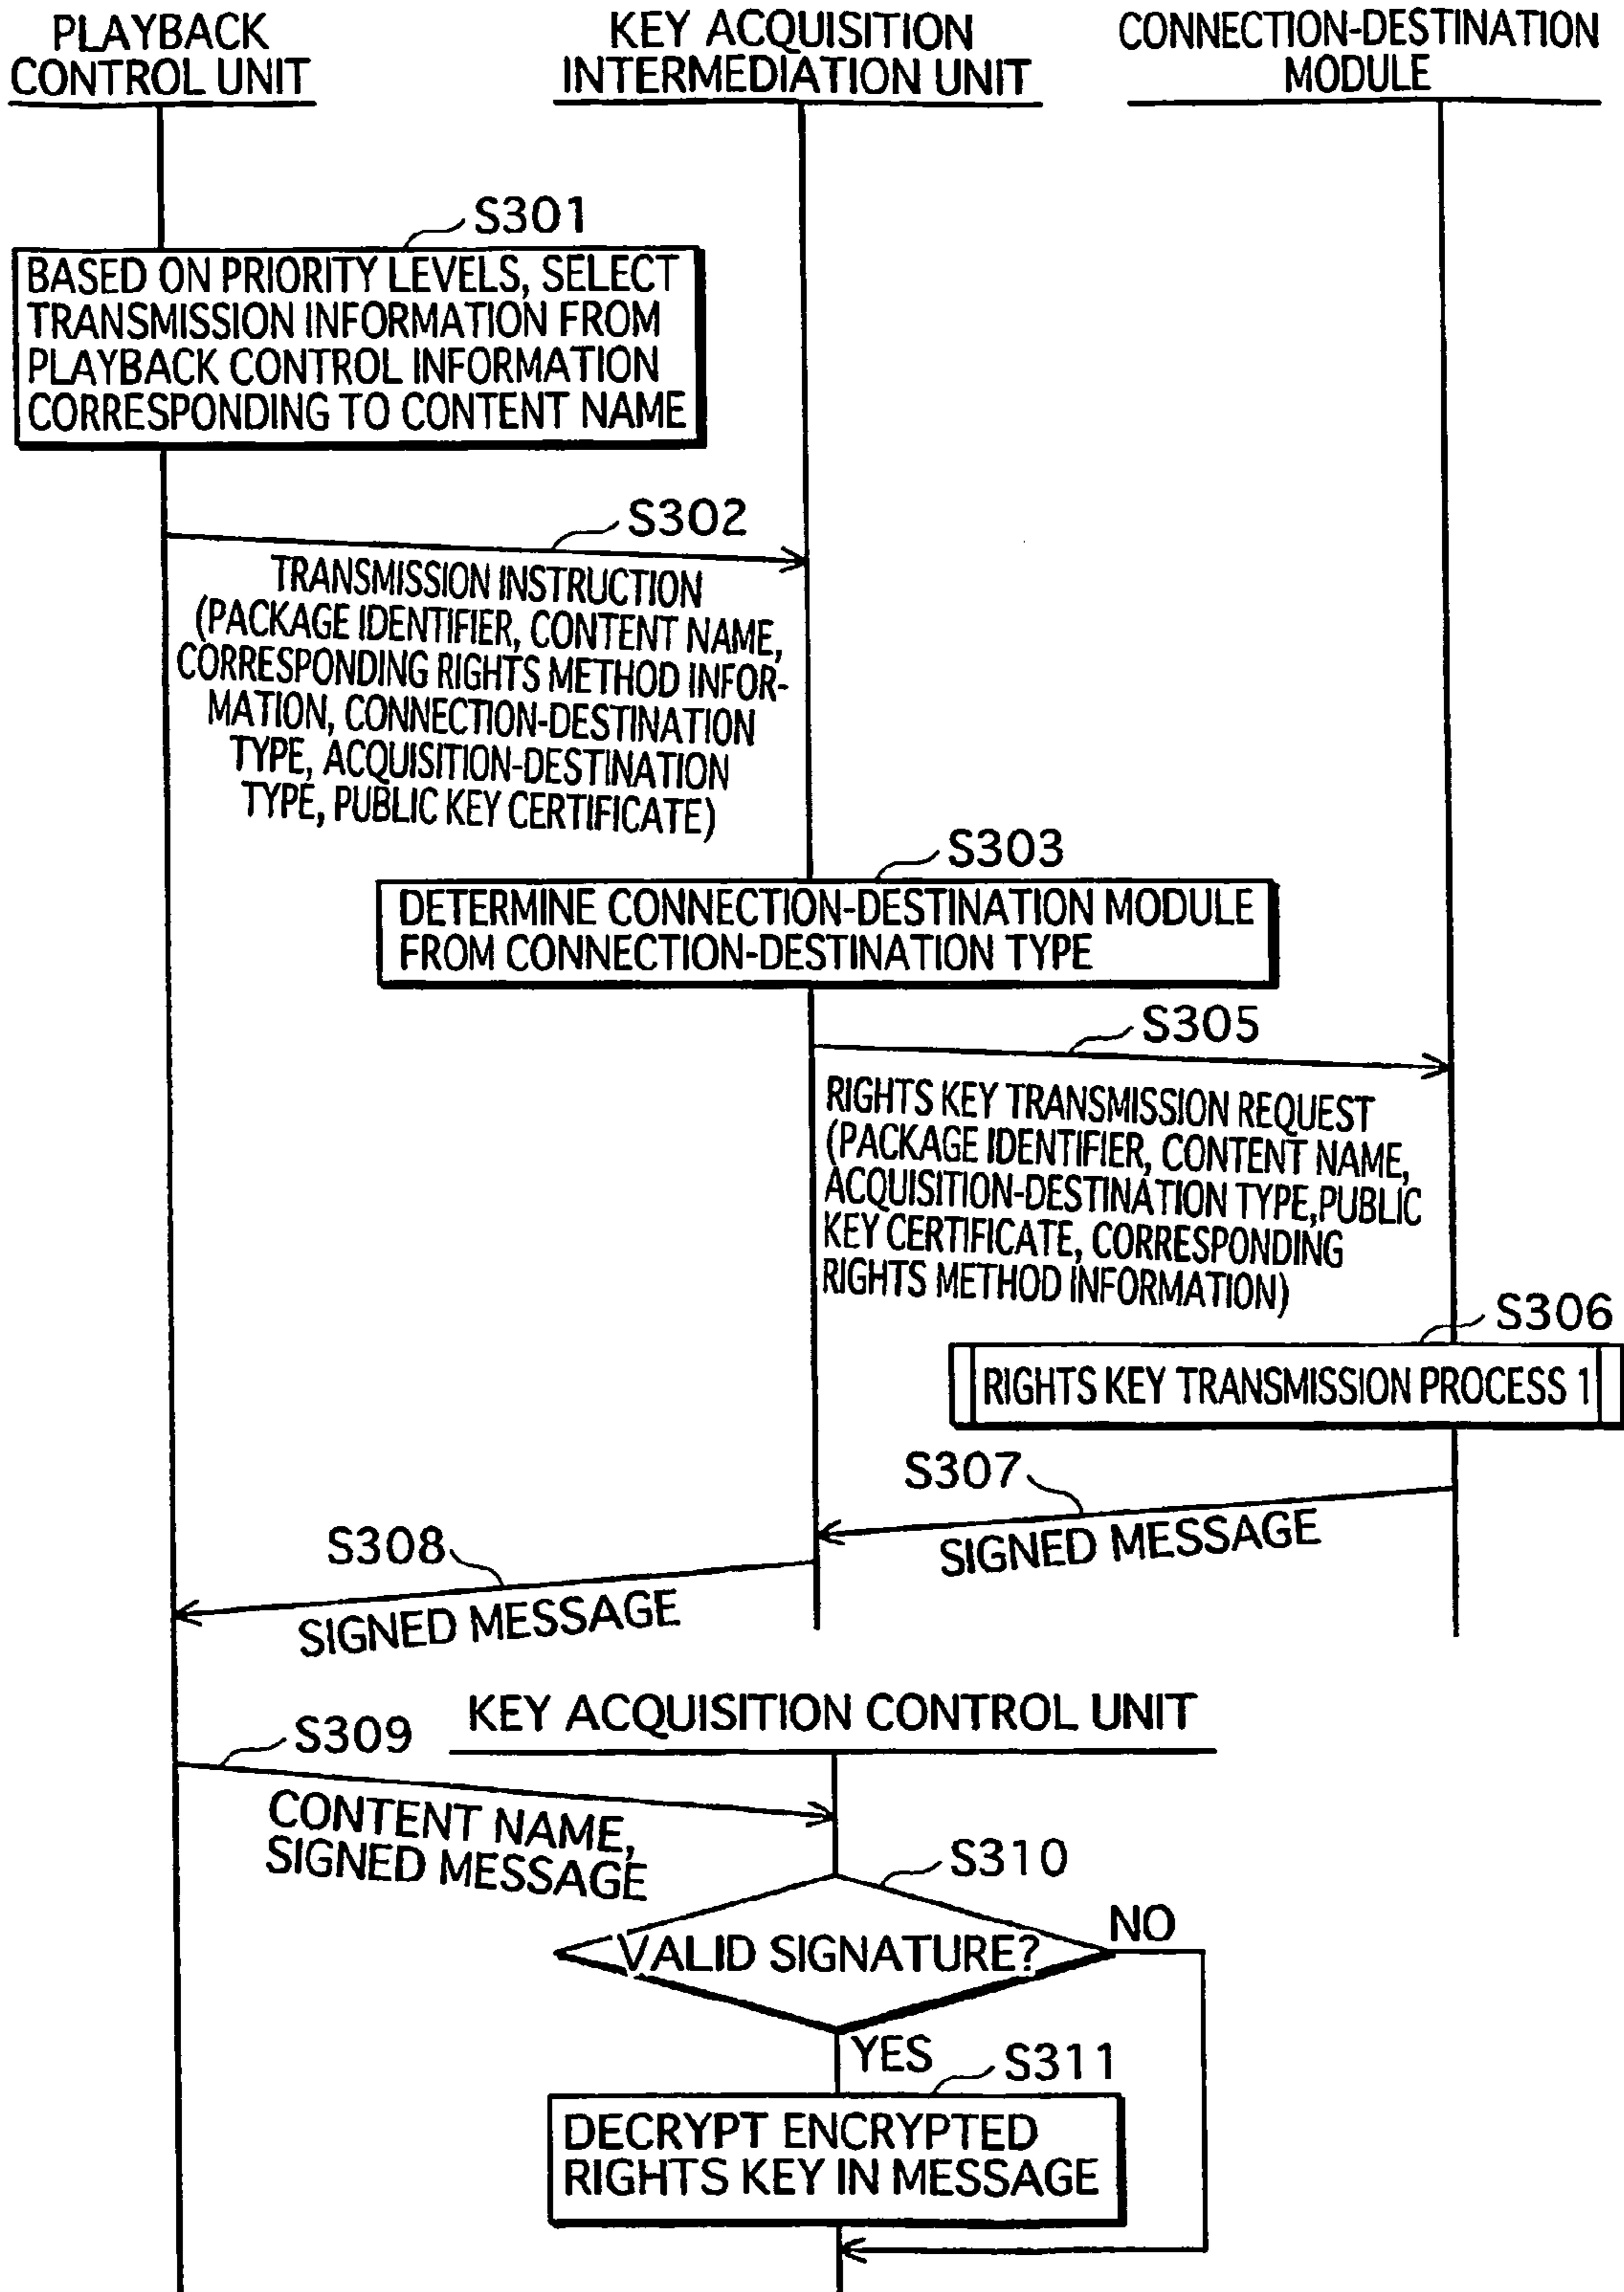 PLAYBACK
CONTROL UNIT
KEY ACQUISITION
INTERMEDIATION UNIT
CONNECTION-DESTINATION
MODULE
S301
BASED ON PRIORITY LEVELS, SELECT
TRANSMISSION INFORMATION FROM
PLAYBACK CONTROL INFORMATION
CORRESPONDING TO CONTENT NAME
S302
TRANSMISSION INSTRUCTION
(PACKAGE IDENTIFIER, CONTENT NAME,
CORRESPONDING RIGHTS METHOD INFOR-
MATION, CONNECTION-DESTINATION
TYPE, ACQUISITION-DESTINATION
TYPE, PUBLIC KEY CERTIFICATE)
S303
DETERMINE CONNECTION-DESTINATION MODULE
FROM CONNECTION-DESTINATION TYPE
S305
RIGHTS KEY TRANSMISSION REQUEST
(PACKAGE IDENTIFIER, CONTENT NAME,
ACQUISITION-DESTINATION TYPE,PUBLIC
KEY CERTIFICATE, CORRESPONDING
RIGHTS METHOD INFORMATION)
S306
RIGHTS KEY TRANSMISSION PROCESS 1
S307
SIGNED MESSAGE
S308
SIGNED MESSAGE
KEY ACQUISITION CONTROL UNIT
S309
CONTENT NAME,
SIGNED MESSAGE
S310
VALID SIGNATURE?
NO
YES
S311
DECRYPT ENCRYPTED
RIGHTS KEY IN MESSAGE